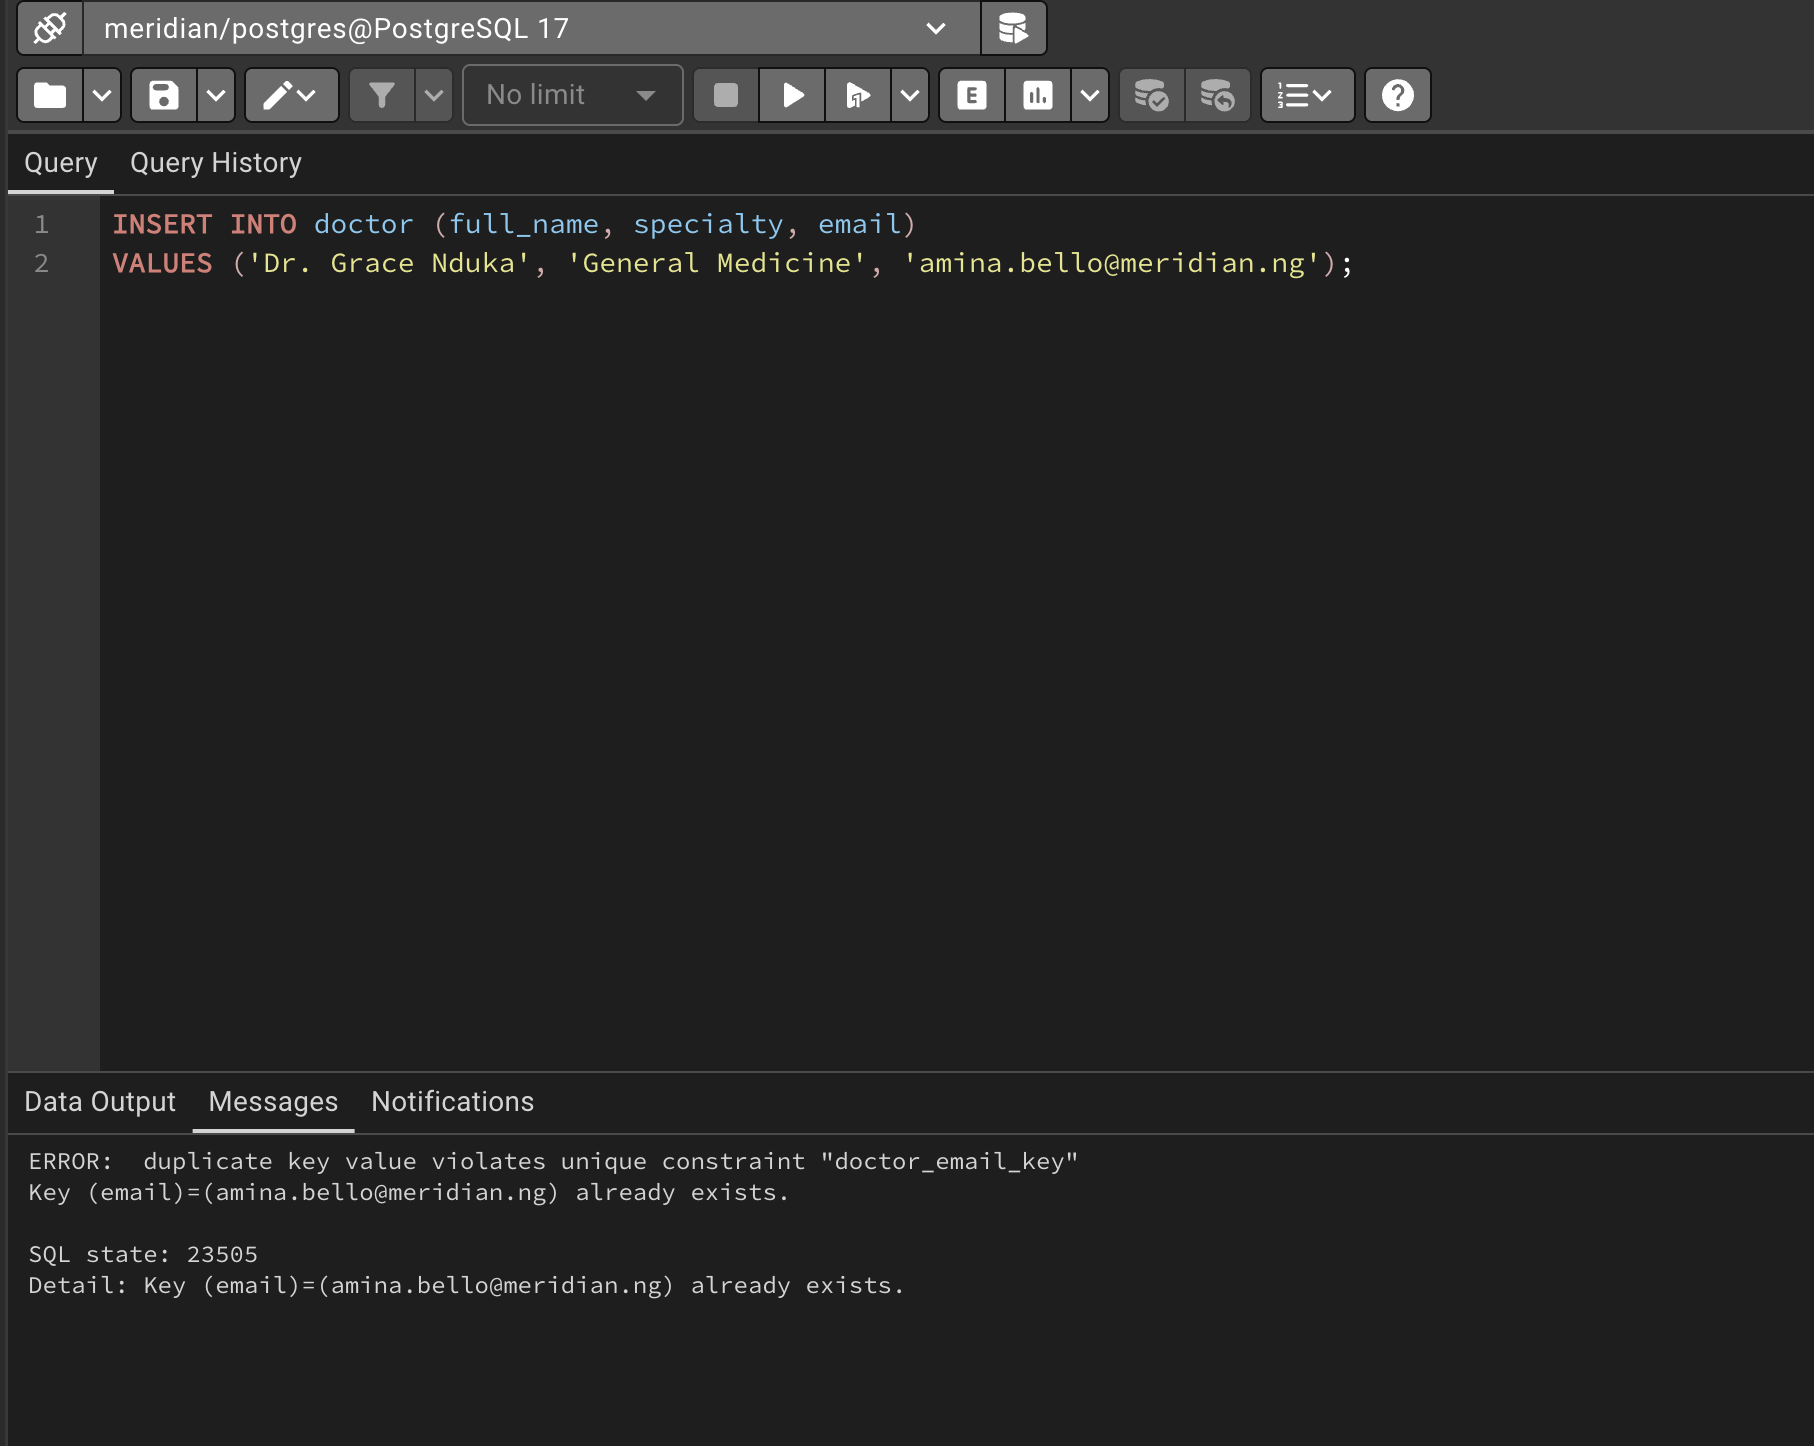 meridian/postgres@PostgreSQL 17
No limit
Query Query History
1 INSERT INTO doctor (full_name, specialty, email)
2 VALUES ('Dr. Grace Nduka', 'General Medicine', 'amina.bello@meridian.ng');
Data Output Messages Notifications
ERROR:  duplicate key value violates unique constraint "doctor_email_key"
Key (email)=(amina.bello@meridian.ng) already exists.
SQL state: 23505
Detail: Key (email)=(amina.bello@meridian.ng) already exists.